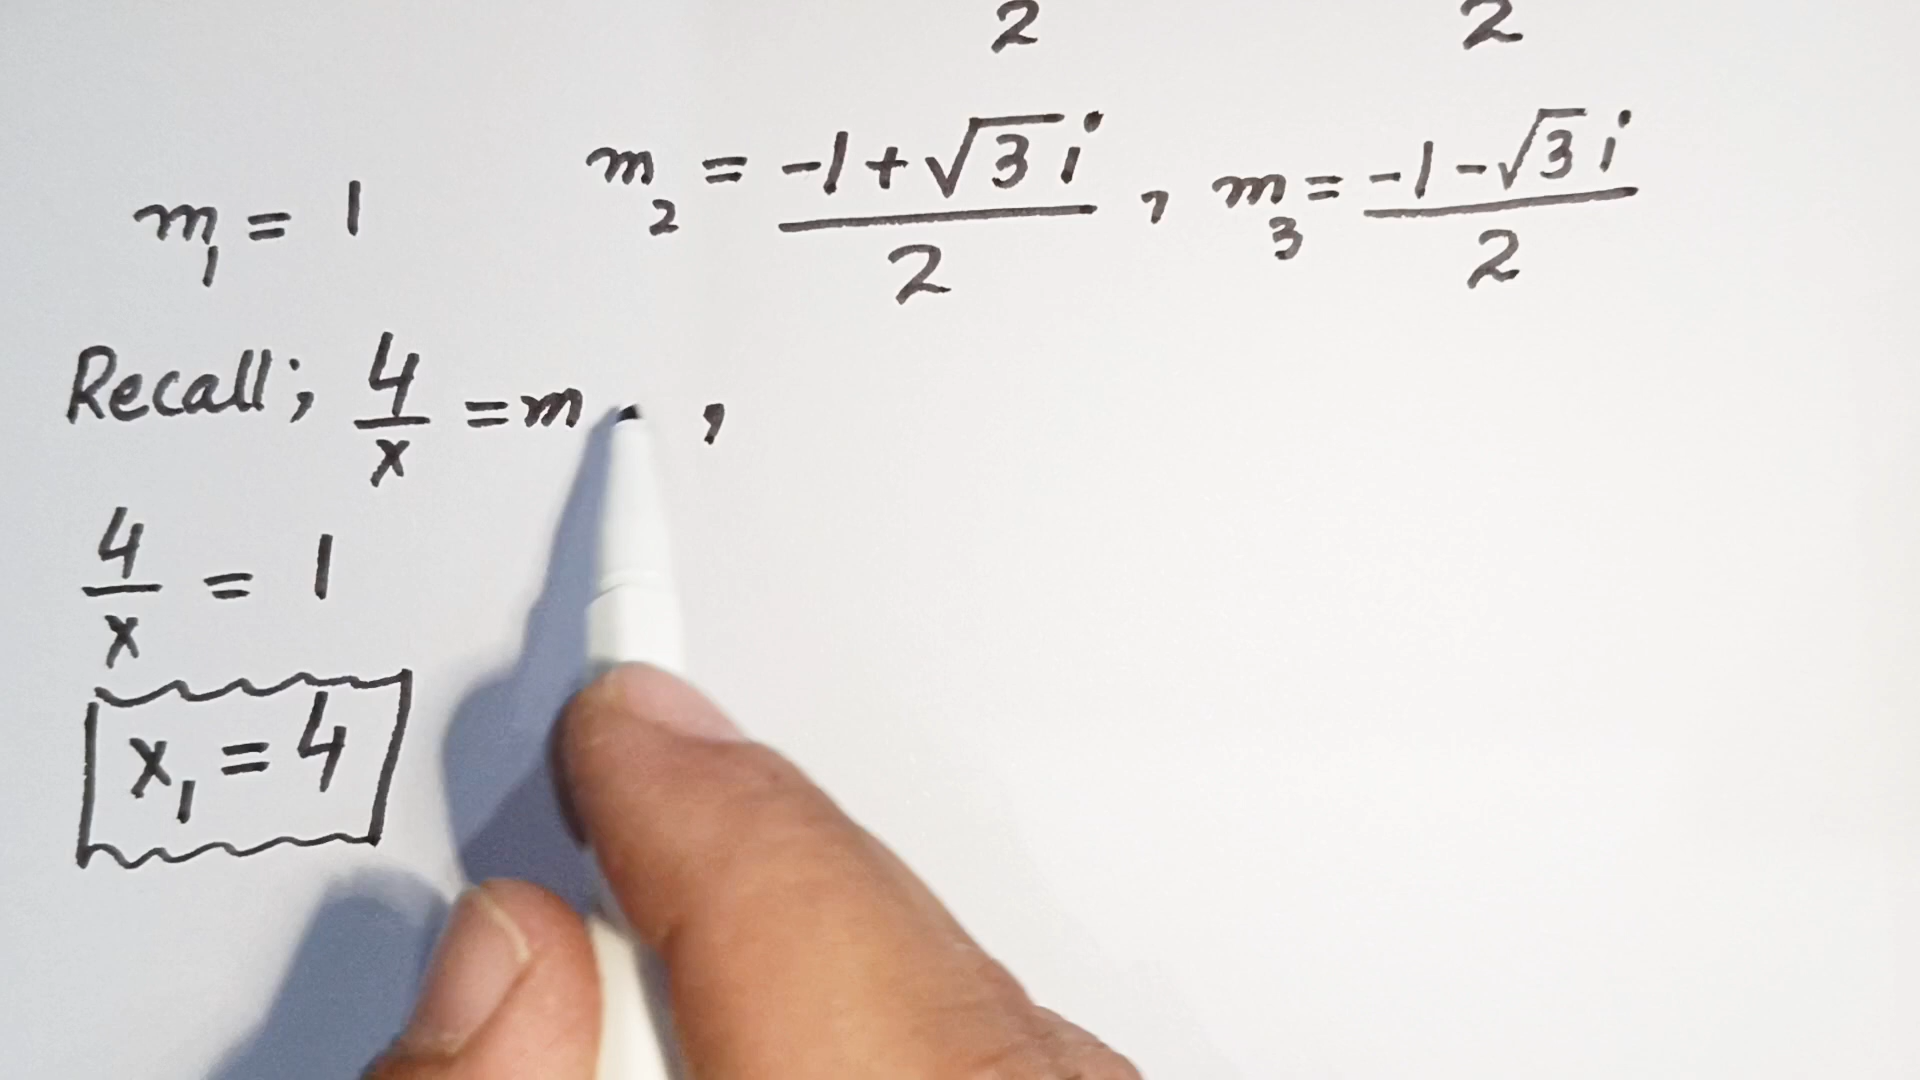 2 2
m₁ = 1 m₂ = (-1+√3 i)/2 , m₃ = (-1-√3 i)/2
Recall; 4/x = m ,
4/x = 1
x₁ = 4